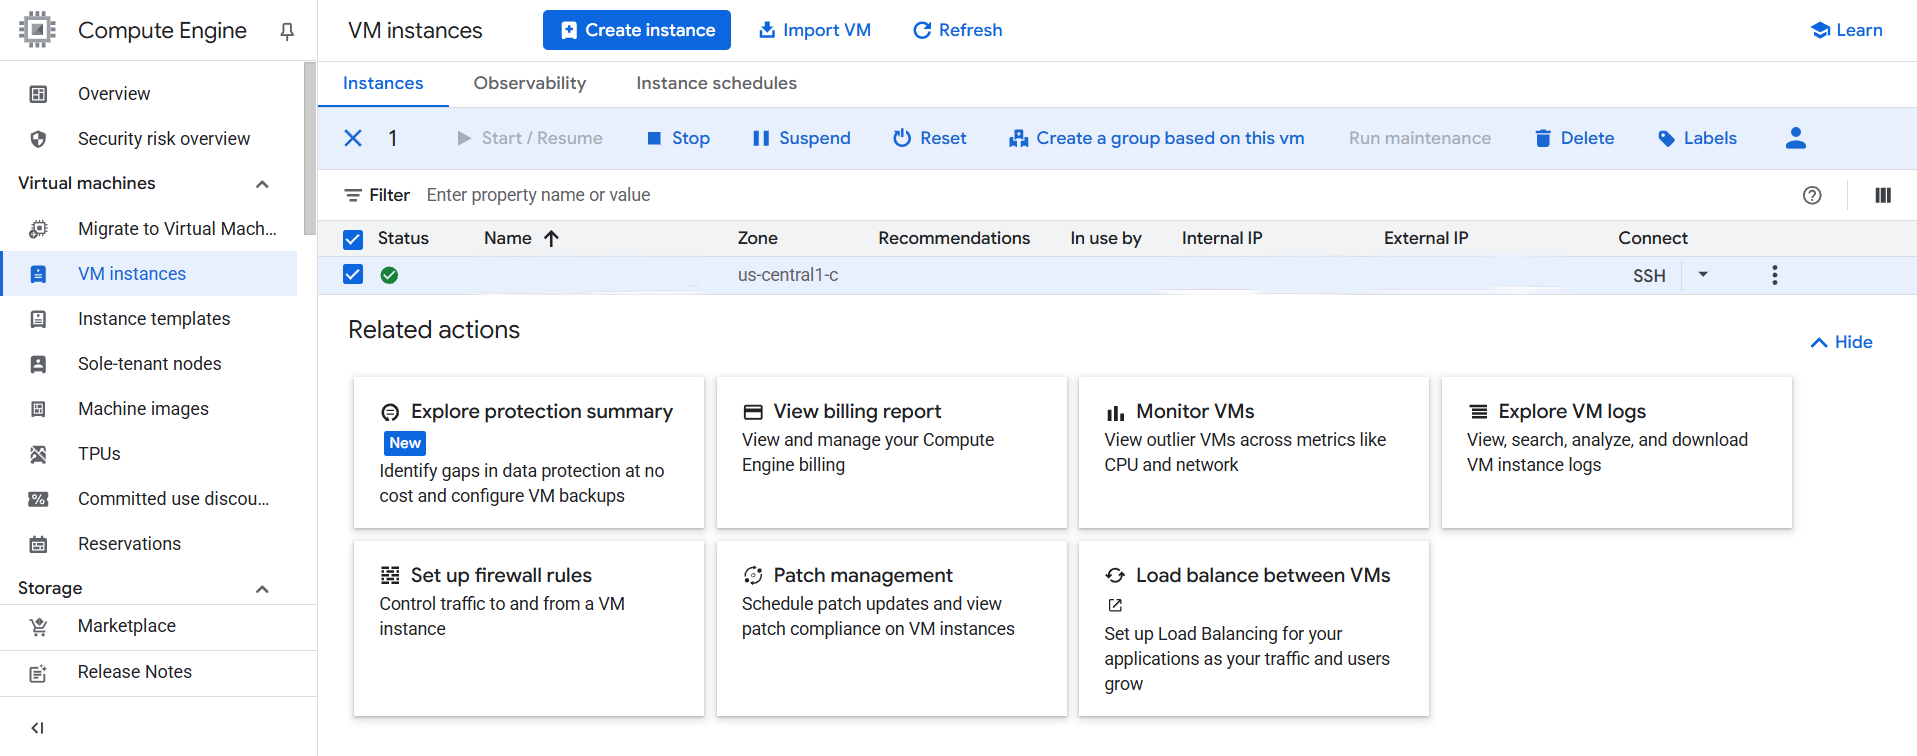 Compute Engine
VM instances
Create instance
Import VM
Refresh
Learn
Overview
Security risk overview
Virtual machines
Migrate to Virtual Mach...
VM instances
Instance templates
Sole-tenant nodes
Machine images
TPUs
Committed use discou...
Reservations
Storage
Marketplace
Release Notes
Instances Observability Instance schedules
1 Start / Resume Stop Suspend Reset Create a group based on this vm Run maintenance Delete Labels
Filter Enter property name or value
Status Name Zone Recommendations In use by Internal IP External IP Connect
us-central1-c SSH
Related actions
Hide
Explore protection summary
New
Identify gaps in data protection at no
cost and configure VM backups
View billing report
View and manage your Compute
Engine billing
Monitor VMs
View outlier VMs across metrics like
CPU and network
Explore VM logs
View, search, analyze, and download
VM instance logs
Set up firewall rules
Control traffic to and from a VM
instance
Patch management
Schedule patch updates and view
patch compliance on VM instances
Load balance between VMs
Set up Load Balancing for your
applications as your traffic and users
grow